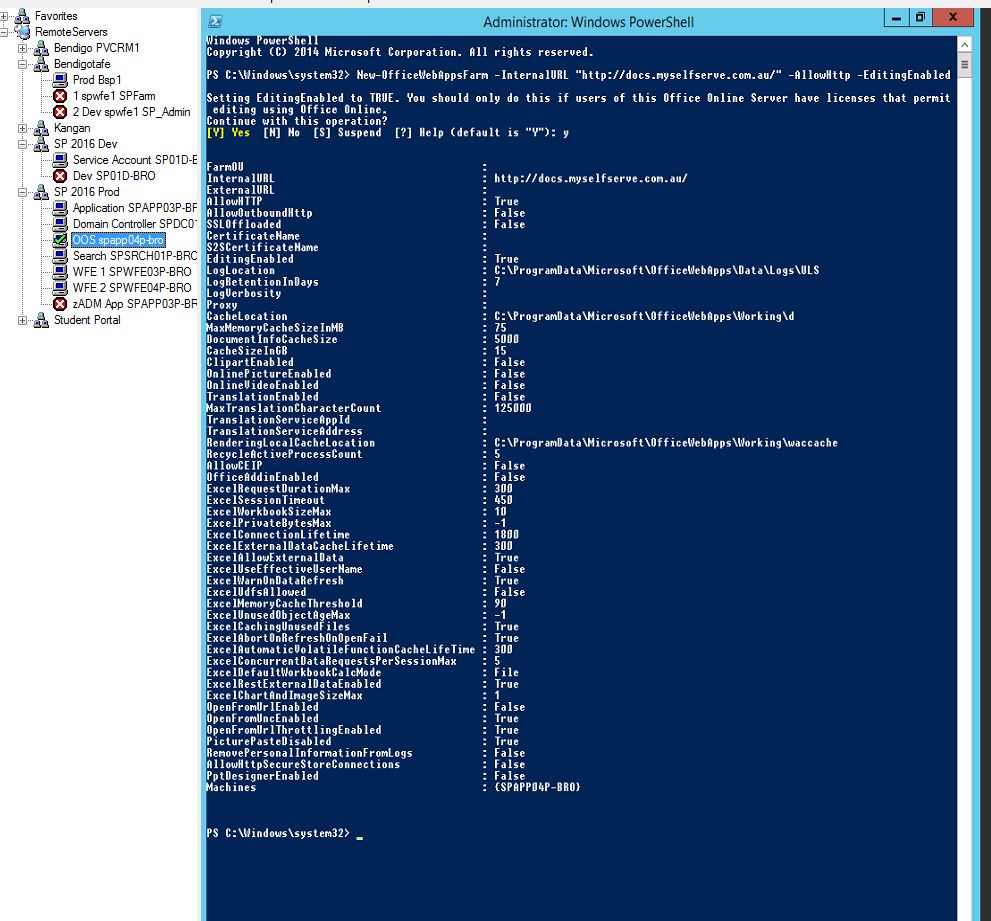 Favorites
RemoteServers
Bendigo PVCRM1
Bendigotafe
Prod Bsp1
1 spwfe1 SPFarm
2 Dev spwfe1 SP_Admin
Kangan
SP 2016 Dev
Service Account SP01D-B
Dev SP01D-BRO
SP 2016 Prod
Application SPAPP03P-BF
Domain Controller SPDC01
OOS spapp04p-bro
Search SPSRCH01P-BRO
WFE 1 SPWFE03P-BRO
WFE 2 SPWFE04P-BRO
zADM App SPAPP03P-BF
Student Portal
Administrator: Windows PowerShell
Windows PowerShell
Copyright (C) 2014 Microsoft Corporation. All rights reserved.
PS C:\Windows\system32> New-OfficeWebAppsFarm -InternalURL "http://docs.myselfserve.com.au/" -AllowHttp -EditingEnabled
Setting EditingEnabled to TRUE. You should only do this if users of this Office Online Server have licenses that permit
editing using Office Online.
Continue with this operation?
[Y] Yes [N] No [S] Suspend [?] Help (default is "Y"): y
FarmOU :
InternalURL : http://docs.myselfserve.com.au/
ExternalURL :
AllowHTTP : True
AllowOutboundHttp : False
SSLOffloaded : False
CertificateName :
S2SCertificateName :
EditingEnabled : True
LogLocation : C:\ProgramData\Microsoft\OfficeWebApps\Data\Logs\ULS
LogRetentionInDays : 7
LogVerbosity :
Proxy :
CacheLocation : C:\ProgramData\Microsoft\OfficeWebApps\Working\d
MaxMemoryCacheSizeInMB : 75
DocumentInfoCacheSize : 5000
CacheSizeInGB : 15
ClipartEnabled : False
OnlinePictureEnabled : False
OnlineVideoEnabled : False
TranslationEnabled : False
MaxTranslationCharacterCount : 125000
TranslationServiceAppId :
TranslationServiceAddress :
RenderingLocalCacheLocation : C:\ProgramData\Microsoft\OfficeWebApps\Working\waccache
RecycleActiveProcessCount : 5
AllowCEIP : False
OfficeAddinEnabled : False
ExcelRequestDurationMax : 300
ExcelSessionTimeout : 450
ExcelWorkbookSizeMax : 10
ExcelPrivateBytesMax : -1
ExcelConnectionLifetime : 1800
ExcelExternalDataCacheLifetime : 300
ExcelAllowExternalData : True
ExcelUseEffectiveUserName : False
ExcelWarnOnDataRefresh : True
ExcelUdfsAllowed : False
ExcelMemoryCacheThreshold : 90
ExcelUnusedObjectAgeMax : -1
ExcelCachingUnusedFiles : True
ExcelAbortOnRefreshOnOpenFail : True
ExcelAutomaticVolatileFunctionCacheLifeTime : 300
ExcelConcurrentDataRequestsPerSessionMax : 5
ExcelDefaultWorkbookCalcMode : File
ExcelRestExternalDataEnabled : True
ExcelChartAndImageSizeMax : 1
OpenFromUrlEnabled : False
OpenFromUncEnabled : True
OpenFromUrlThrottlingEnabled : True
PicturePasteDisabled : True
RemovePersonalInformationFromLogs : False
AllowHttpSecureStoreConnections : False
PptDesignerEnabled : False
Machines : {SPAPP04P-BRO}
PS C:\Windows\system32> _